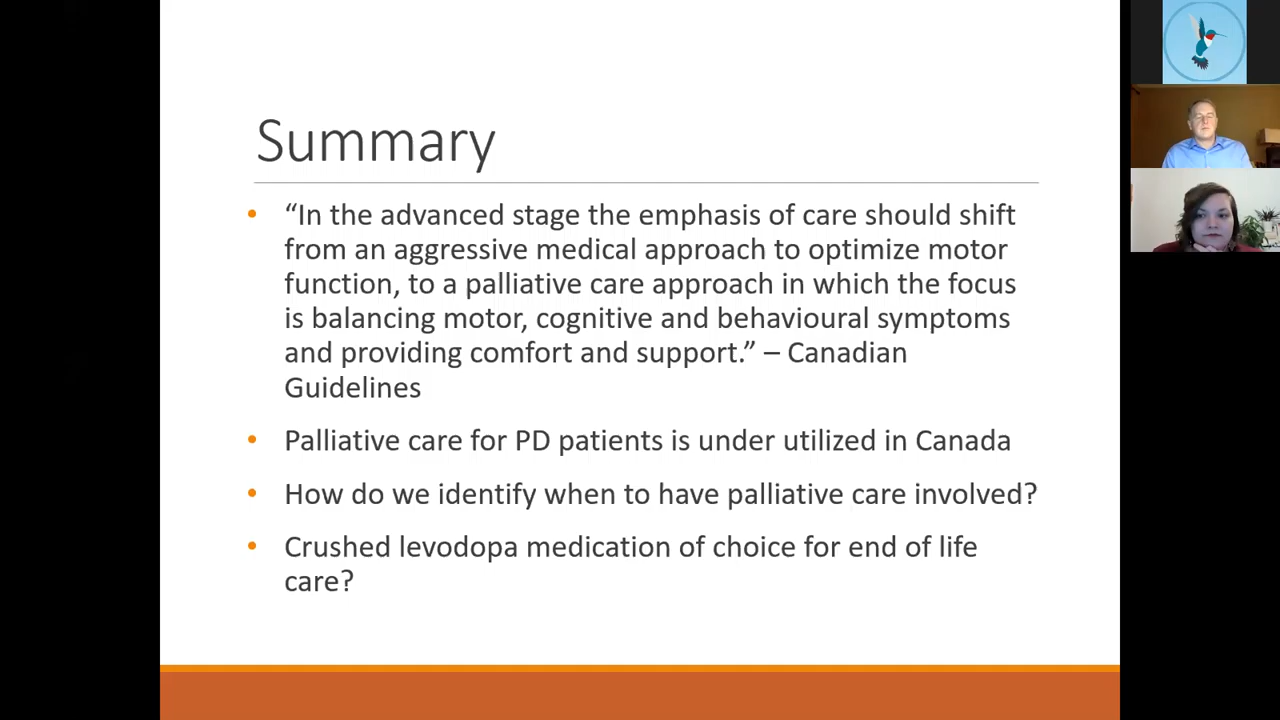 Summary
• “In the advanced stage the emphasis of care should shift
from an aggressive medical approach to optimize motor
function, to a palliative care approach in which the focus
is balancing motor, cognitive and behavioural symptoms
and providing comfort and support.” – Canadian
Guidelines
• Palliative care for PD patients is under utilized in Canada
• How do we identify when to have palliative care involved?
• Crushed levodopa medication of choice for end of life
care?